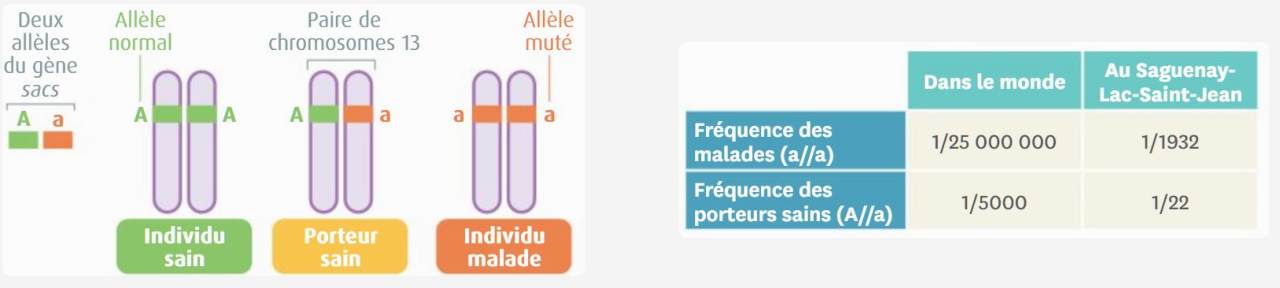 Deux
allèles
du gène
sacs
A a
Allèle
normal
Paire de
chromosomes 13
Allèle
muté
A A
A a
a a
Individu
sain
Porteur
sain
Individu
malade
Dans le monde
Au Saguenay-
Lac-Saint-Jean
Fréquence des
malades (a//a)
1/25 000 000
1/1932
Fréquence des
porteurs sains (A//a)
1/5000
1/22